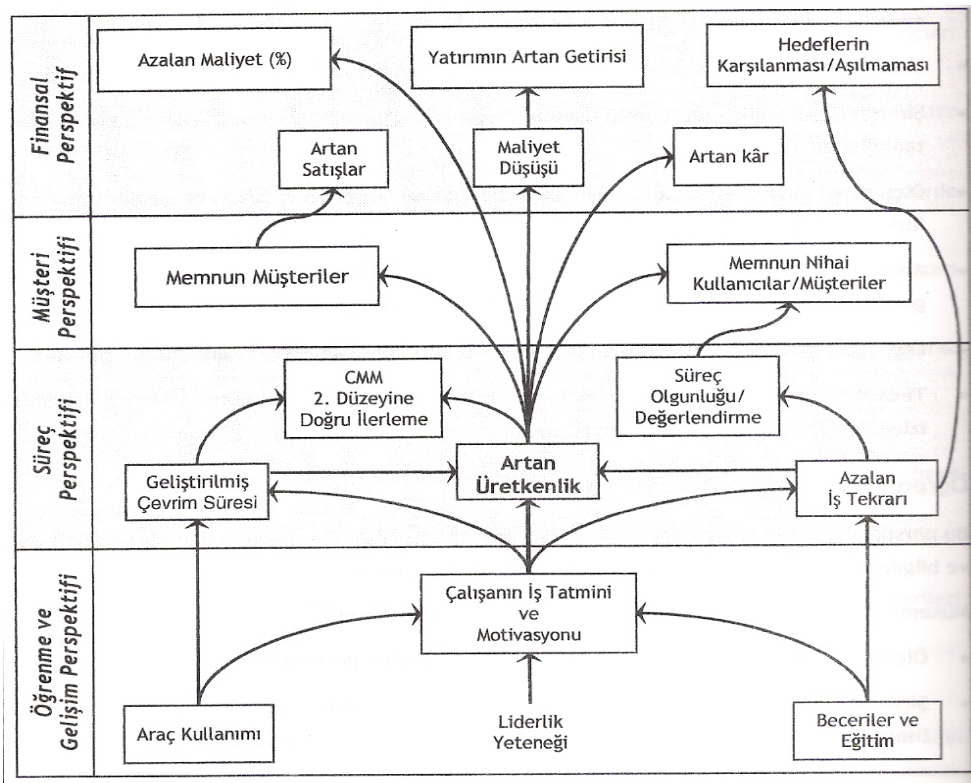 Finansal
Perspektif
Azalan Maliyet (%)
Yatırımın Artan Getirisi
Hedeflerin
Karşılanması/Aşılmaması
Artan
Satışlar
Maliyet
Düşüşü
Artan kâr
Müşteri
Perspektifi
Memnun Müşteriler
Memnun Nihai
Kullanıcılar/Müşteriler
Süreç
Perspektifi
CMM
2. Düzeyine
Doğru İlerleme
Süreç
Olgunluğu/
Değerlendirme
Geliştirilmiş
Çevrim Süresi
Artan
Üretkenlik
Azalan
İş Tekrarı
Öğrenme ve
Gelişim Perspektifi
Çalışanın İş Tatmini
ve
Motivasyonu
Araç Kullanımı
Liderlik
Yeteneği
Beceriler ve
Eğitim